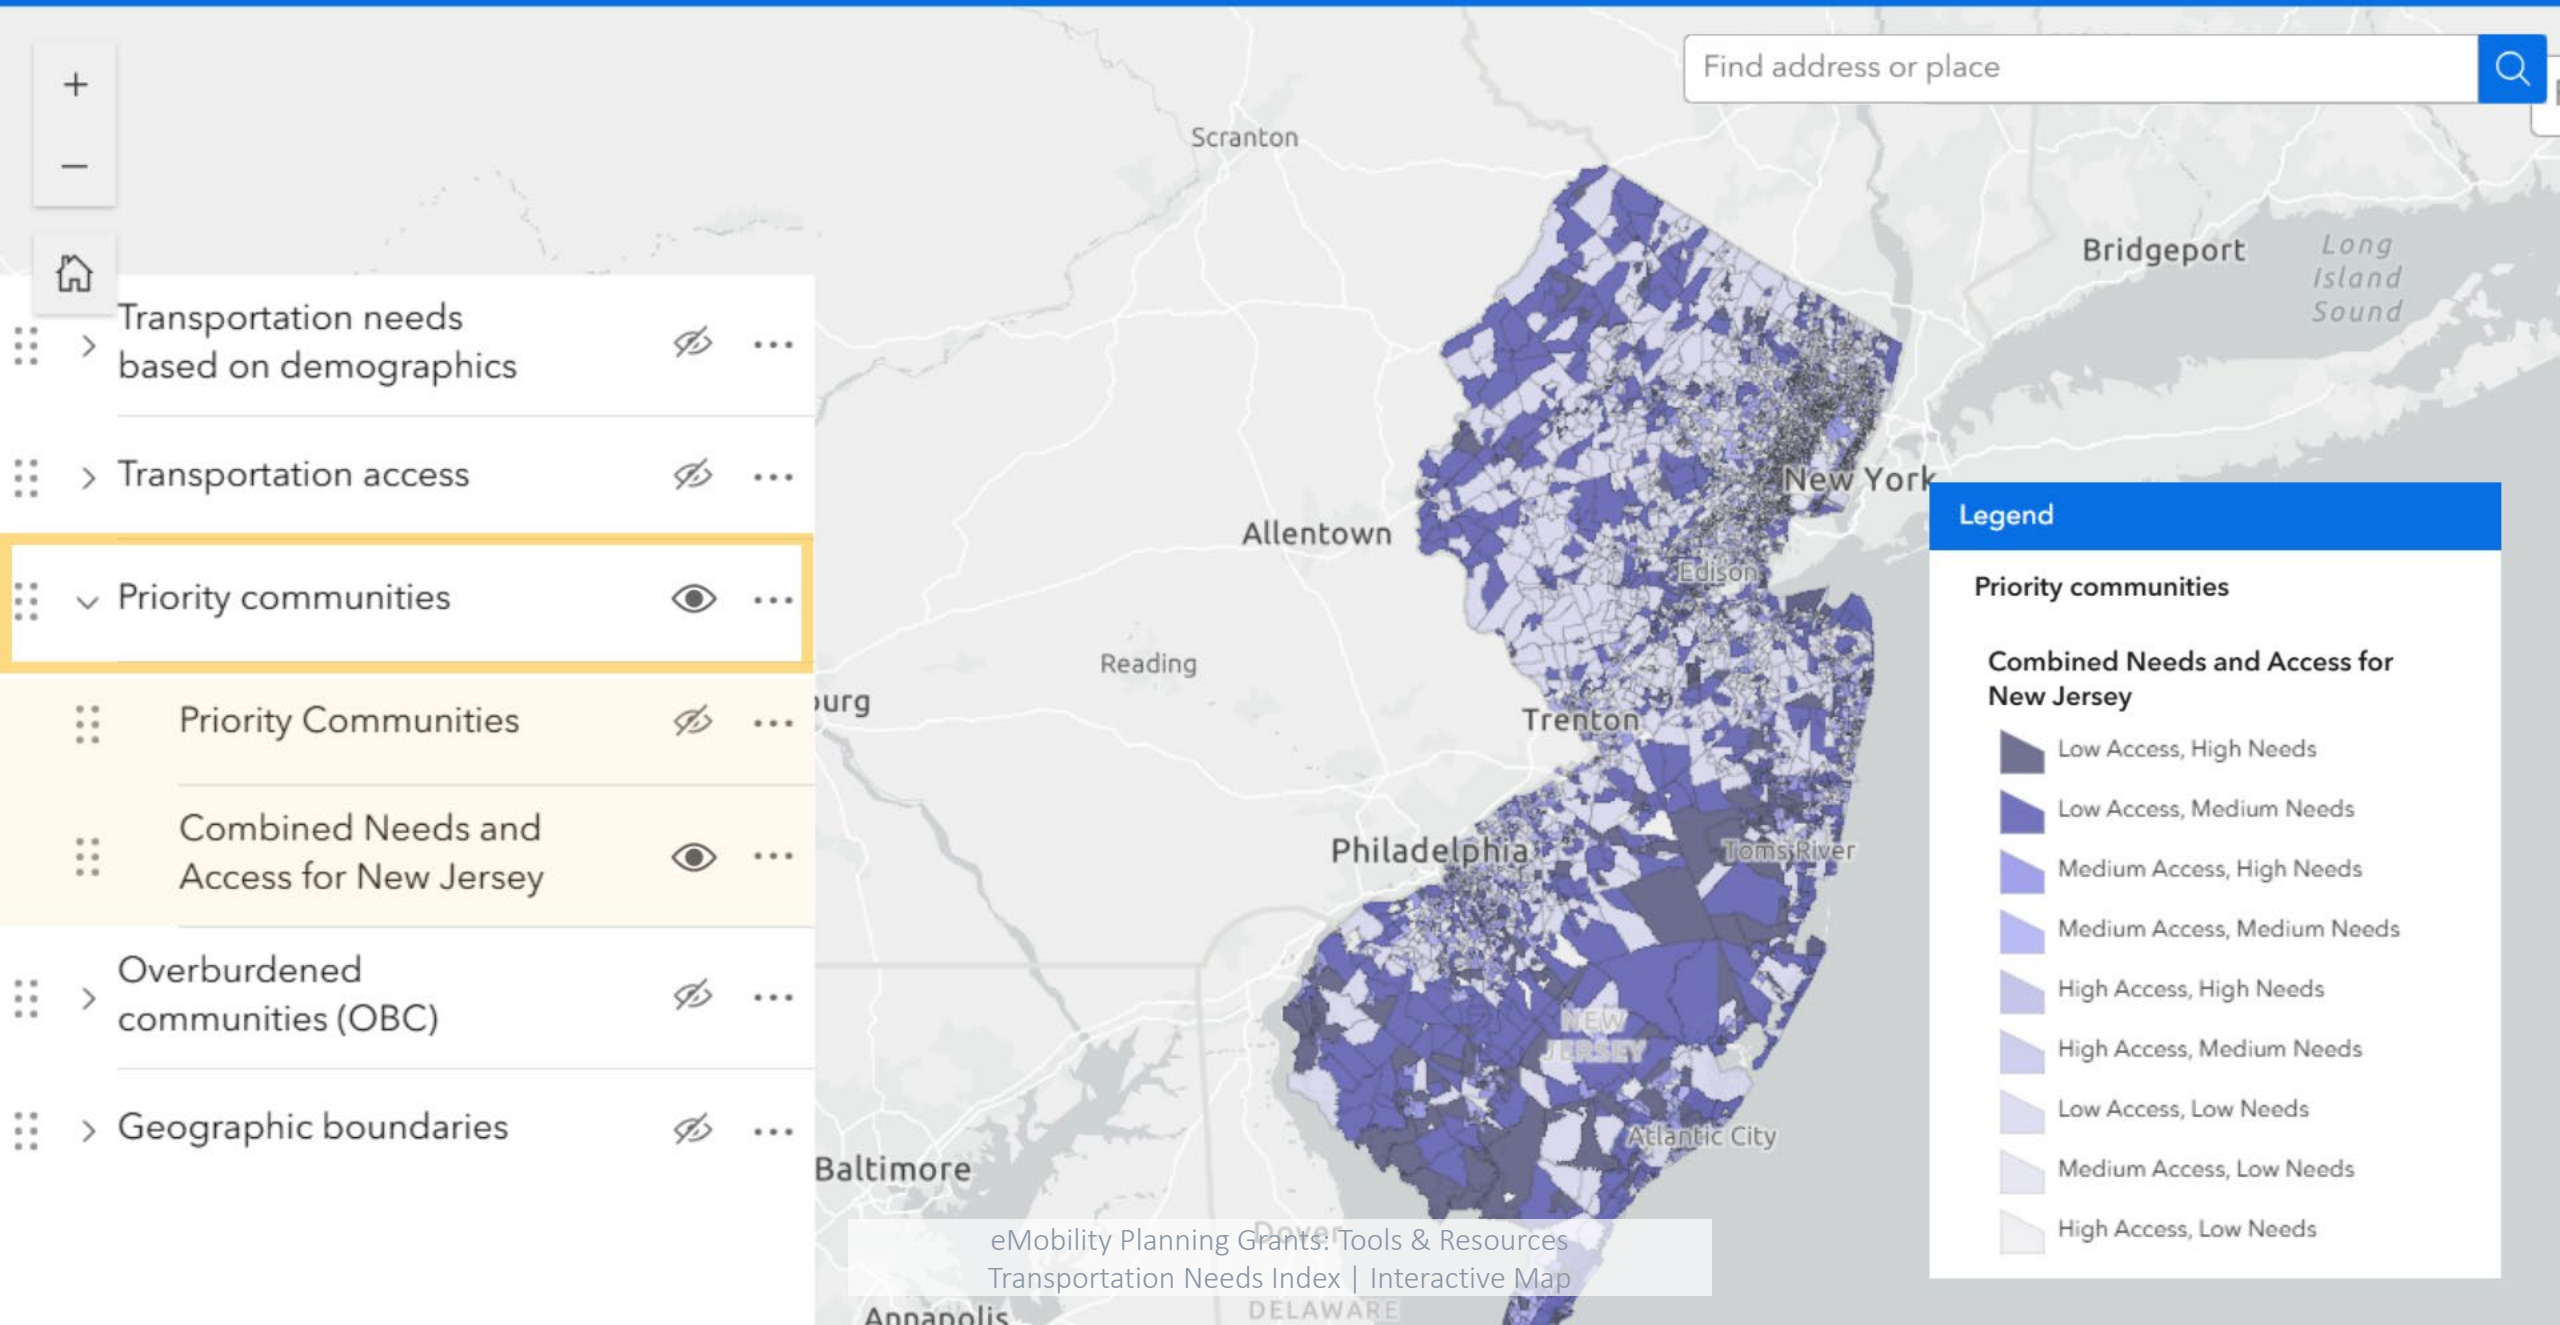 Find address or place
Transportation needs
based on demographics
Transportation access
Priority communities
Priority Communities
Combined Needs and
Access for New Jersey
Overburdened
communities (OBC)
Geographic boundaries
Scranton
Bridgeport
Long
Island
Sound
New York
Allentown
Edison
Reading
burg
Trenton
Philadelphia
Toms River
NEW
JERSEY
Atlantic City
Baltimore
Dover
Annapolis
DELAWARE
Legend
Priority communities
Combined Needs and Access for
New Jersey
Low Access, High Needs
Low Access, Medium Needs
Medium Access, High Needs
Medium Access, Medium Needs
High Access, High Needs
High Access, Medium Needs
Low Access, Low Needs
Medium Access, Low Needs
High Access, Low Needs
eMobility Planning Grants: Tools & Resources
Transportation Needs Index | Interactive Map